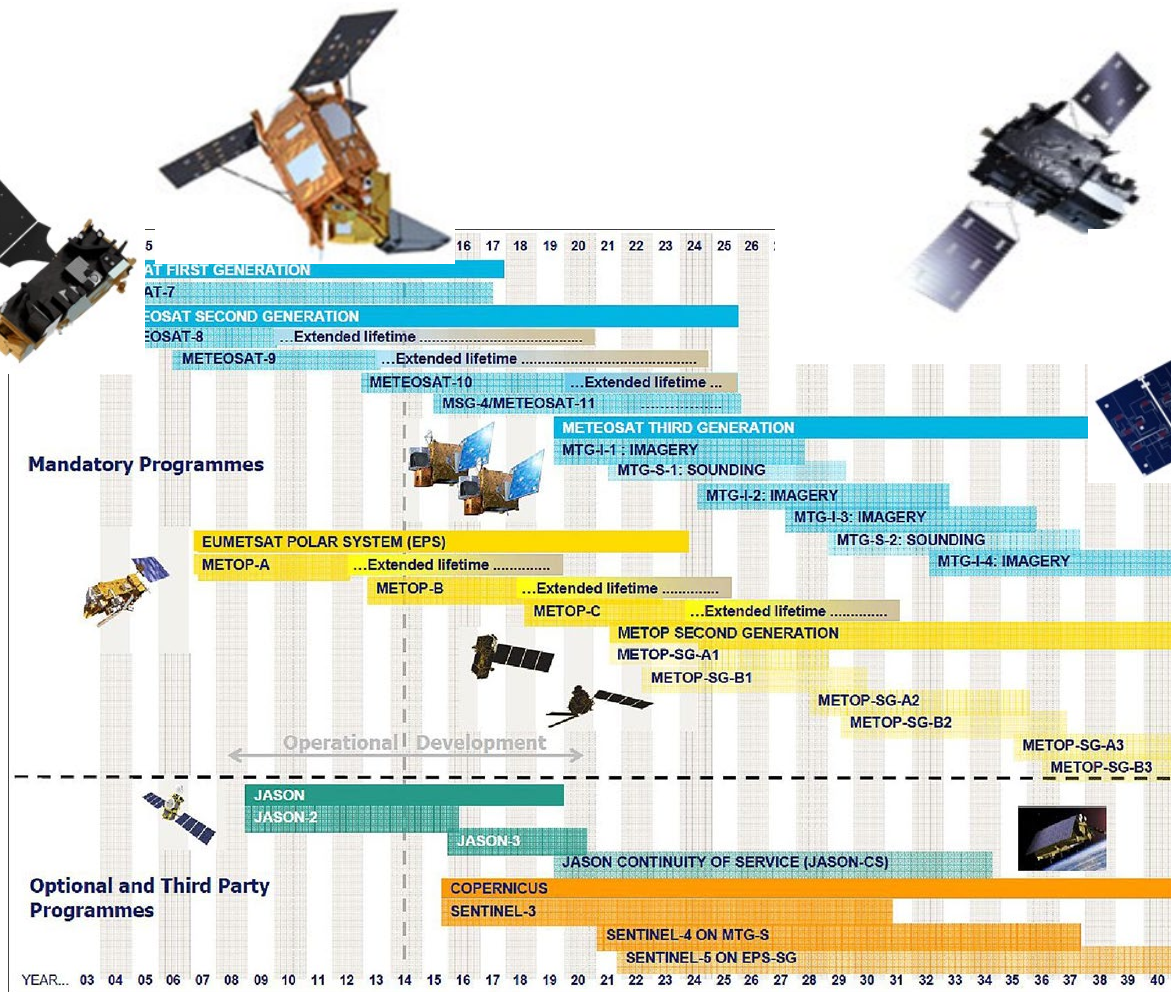 5 16 17 18 19 20 21 22 23 24 25 26
AT FIRST GENERATION
AT-7
EOSAT SECOND GENERATION
EOSAT-8 ...Extended lifetime ..............................
METEOSAT-9 ...Extended lifetime ................................
METEOSAT-10 ...Extended lifetime ...
MSG-4/METEOSAT-11 ..................
METEOSAT THIRD GENERATION
MTG-I-1 : IMAGERY
Mandatory Programmes
MTG-S-1: SOUNDING
MTG-I-2: IMAGERY
MTG-I-3: IMAGERY
MTG-S-2: SOUNDING
MTG-I-4: IMAGERY
EUMETSAT POLAR SYSTEM (EPS)
METOP-A ...Extended lifetime .............
METOP-B ...Extended lifetime .............
METOP-C ...Extended lifetime .............
METOP SECOND GENERATION
METOP-SG-A1
METOP-SG-B1
METOP-SG-A2
METOP-SG-B2
Operational Development
METOP-SG-A3
METOP-SG-B3
JASON
JASON-2
JASON-3
JASON CONTINUITY OF SERVICE (JASON-CS)
Optional and Third Party
Programmes
COPERNICUS
SENTINEL-3
SENTINEL-4 ON MTG-S
SENTINEL-5 ON EPS-SG
YEAR... 03 04 05 06 07 08 09 10 11 12 13 14 15 16 17 18 19 20 21 22 23 24 25 26 27 28 29 30 31 32 33 34 35 36 37 38 39 40